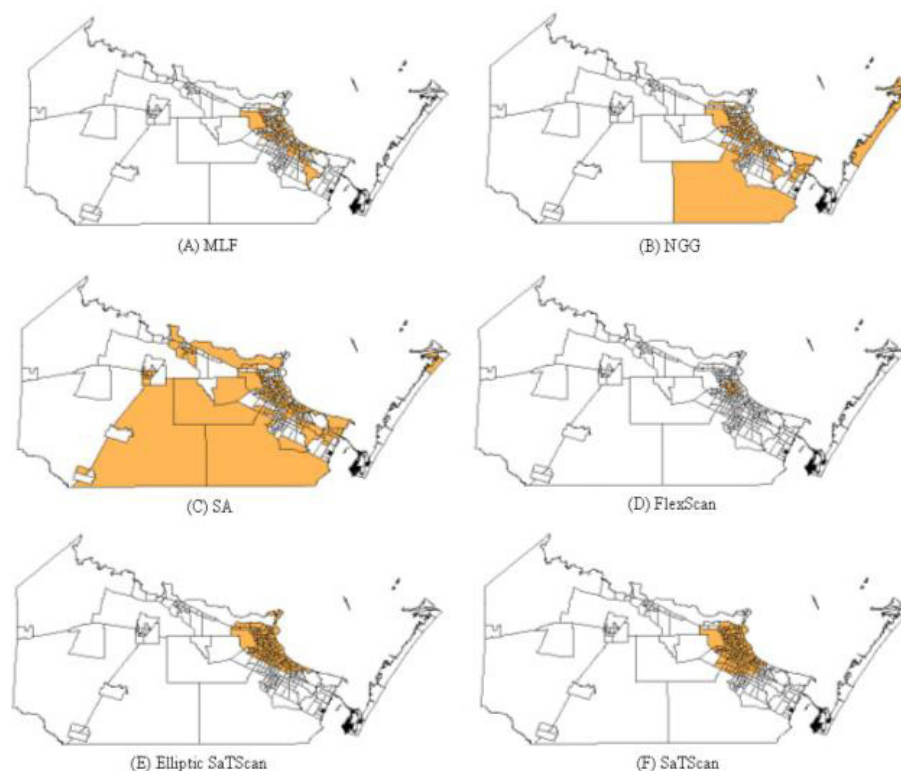 (A) MLF
(B) NGG
(C) SA
(D) FlexScan
(E) Elliptic SaTScan
(F) SaTScan